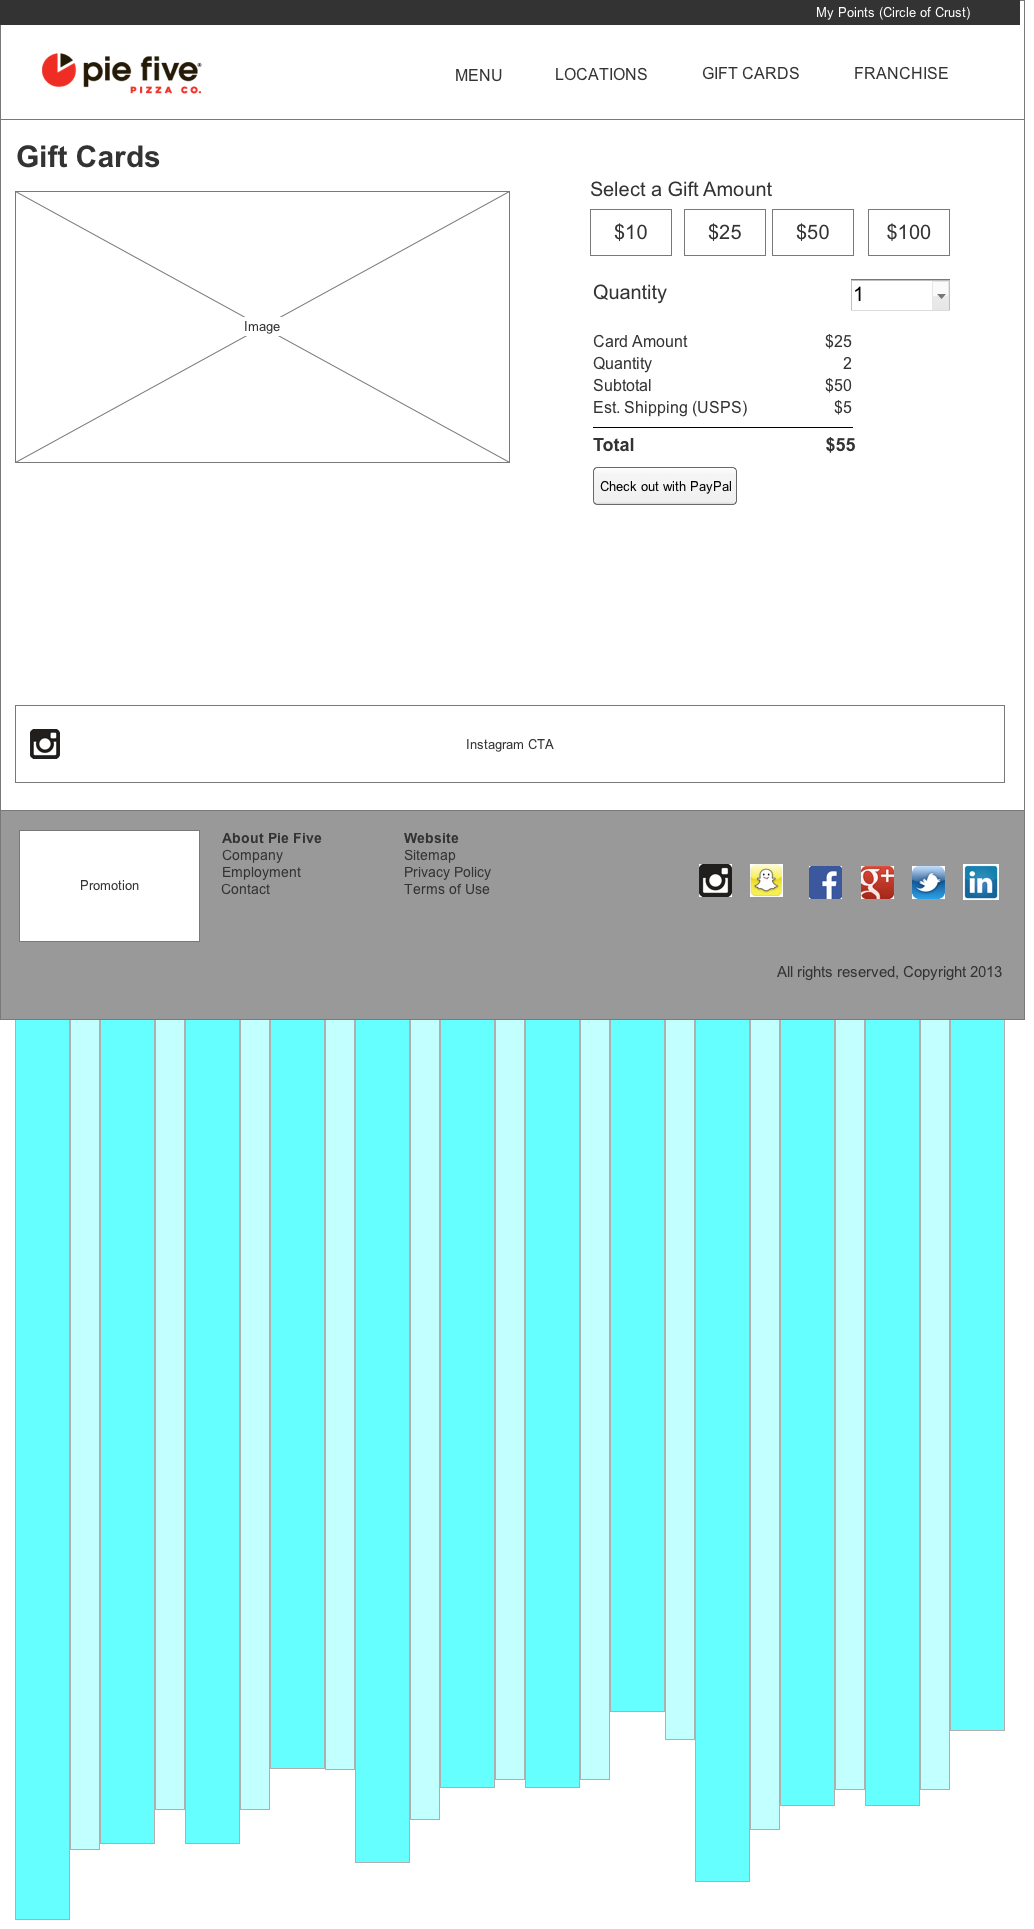 My Points (Circle of Crust)
pie five®
PIZZA CO.
MENU LOCATIONS GIFT CARDS FRANCHISE
Gift Cards
Select a Gift Amount
$10 $25 $50 $100
Quantity 1
Image
Card Amount $25
Quantity 2
Subtotal $50
Est. Shipping (USPS) $5
Total $55
Check out with PayPal
Instagram CTA
Promotion
About Pie Five
Company
Employment
Contact
Website
Sitemap
Privacy Policy
Terms of Use
f g+ in
All rights reserved, Copyright 2013